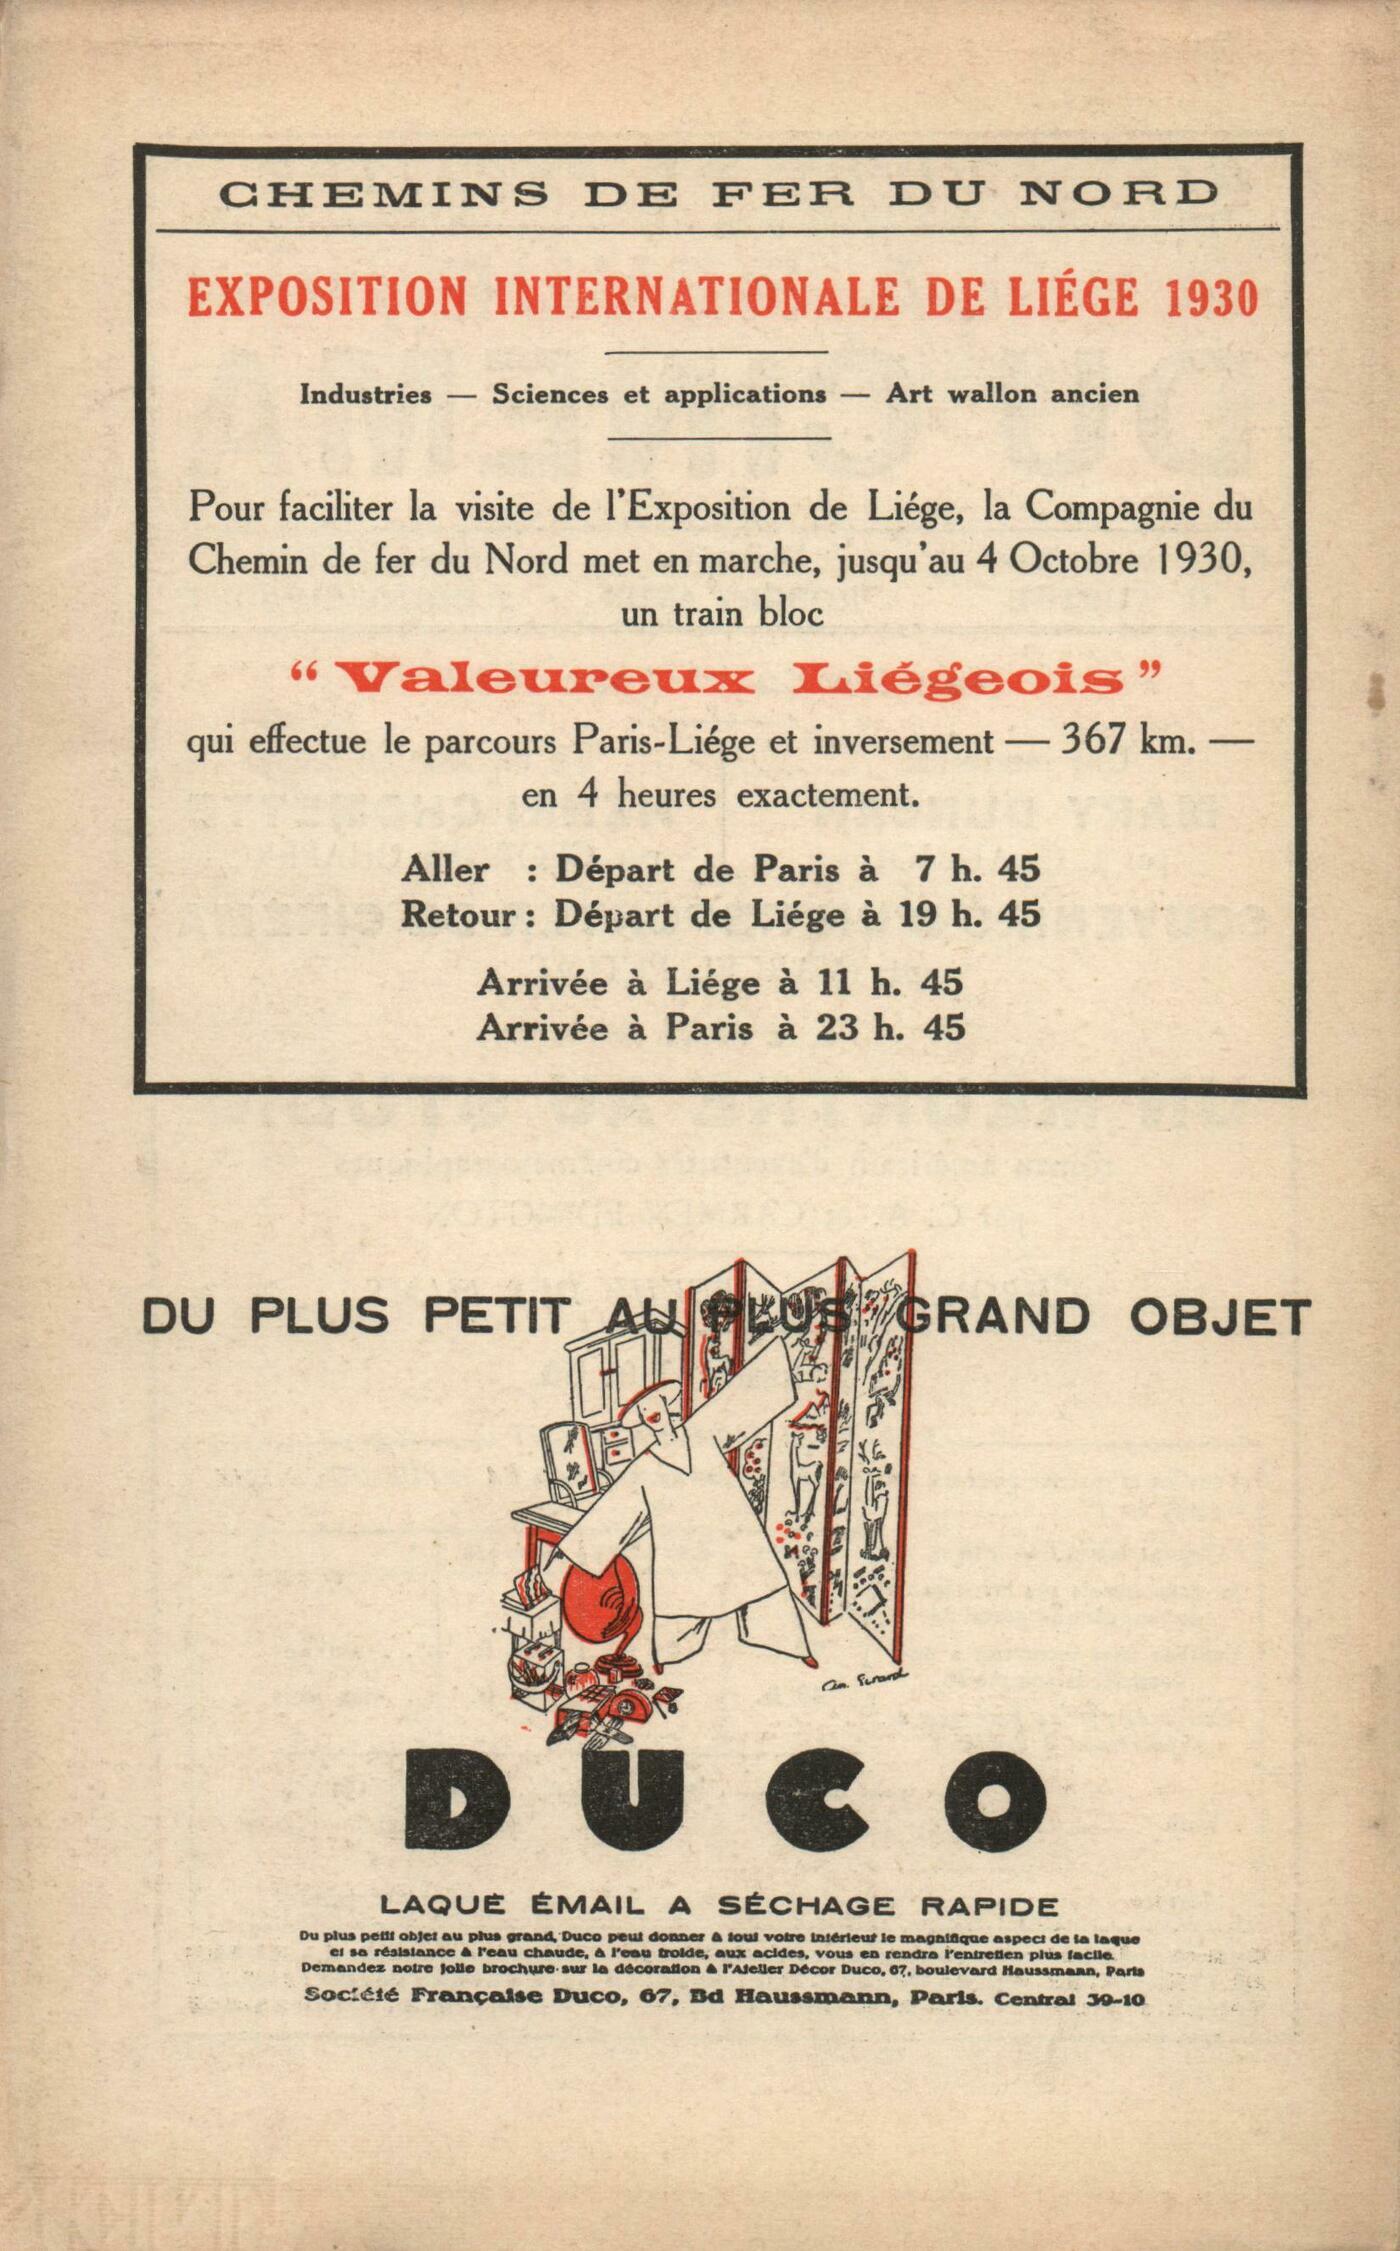 CHEMINS DE FER DU NORD
EXPOSITION INTERNATIONALE DE LIÉGE 1930
Industries — Sciences et applications — Art wallon ancien
Pour faciliter la visite de l'Exposition de Liége, la Compagnie du
Chemin de fer du Nord met en marche, jusqu'au 4 Octobre 1930,
un train bloc
“Valeureux Liégeois”
qui effectue le parcours Paris-Liége et inversement — 367 km. —
en 4 heures exactement.
Aller : Départ de Paris à 7 h. 45
Retour : Départ de Liége à 19 h. 45
Arrivée à Liége à 11 h. 45
Arrivée à Paris à 23 h. 45
DU PLUS PETIT AU PLUS GRAND OBJET
DUCO
LAQUE ÉMAIL A SÉCHAGE RAPIDE
Du plus petit objet au plus grand, Duco peut donner à tout votre intérieur le magnifique aspect de la laque
et sa résistance à l'eau chaude, à l'eau froide, aux acides, vous en rendra l'entretien plus facile.
Demandez notre jolie brochure sur la décoration à l'Atelier Décor Duco, 67, boulevard Haussmann, Paris
Société Française Duco, 67, Bd Haussmann, Paris. Central 39-10